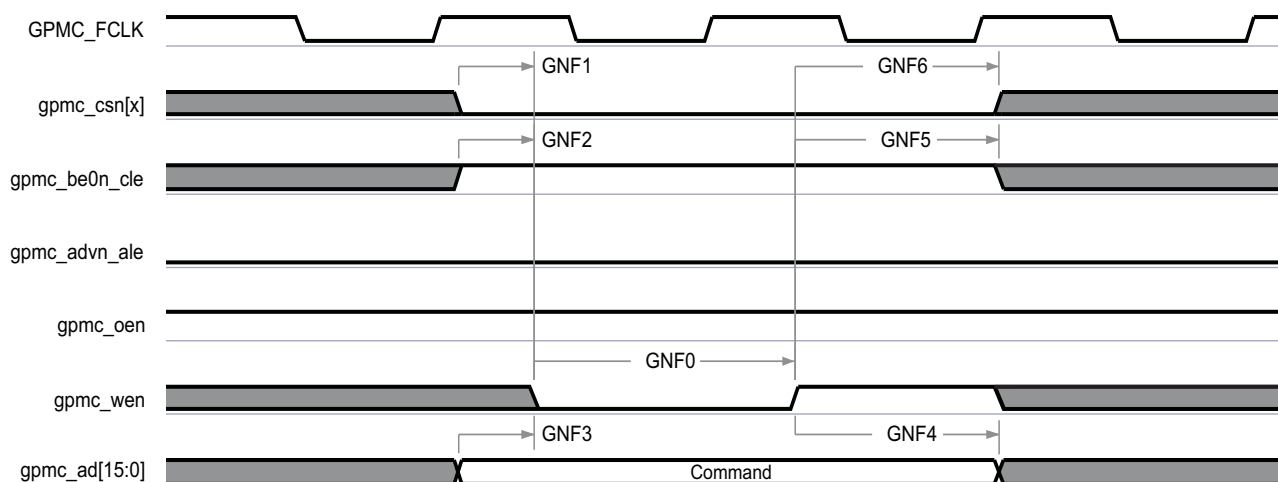 GPMC_FCLK
GNF1
GNF6
gpmc_csn[x]
GNF2
GNF5
gpmc_be0n_cle
gpmc_advn_ale
gpmc_oen
GNF0
gpmc_wen
GNF3
GNF4
gpmc_ad[15:0]
Command